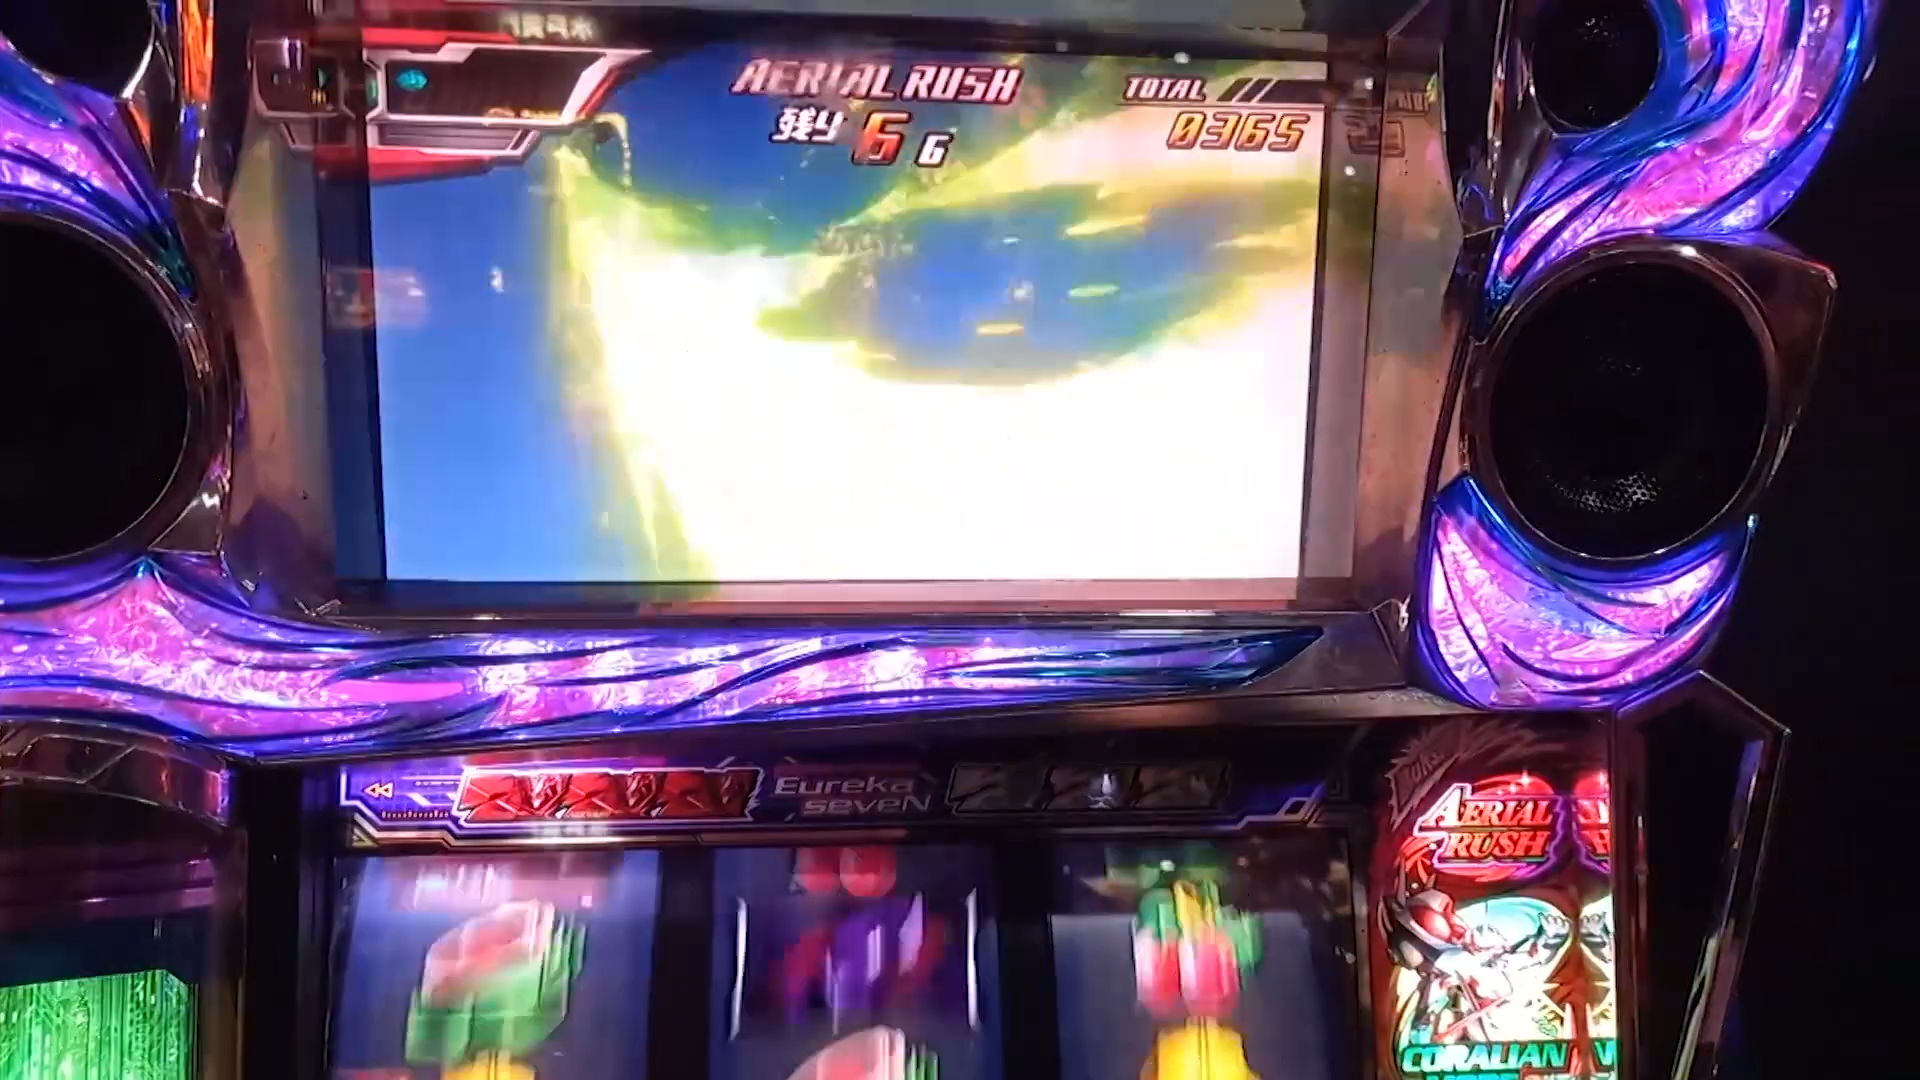 AERIAL RUSH
残り 6 G
TOTAL
0365
Eureka
seveN
AERIAL
RUSH
CORALIAN